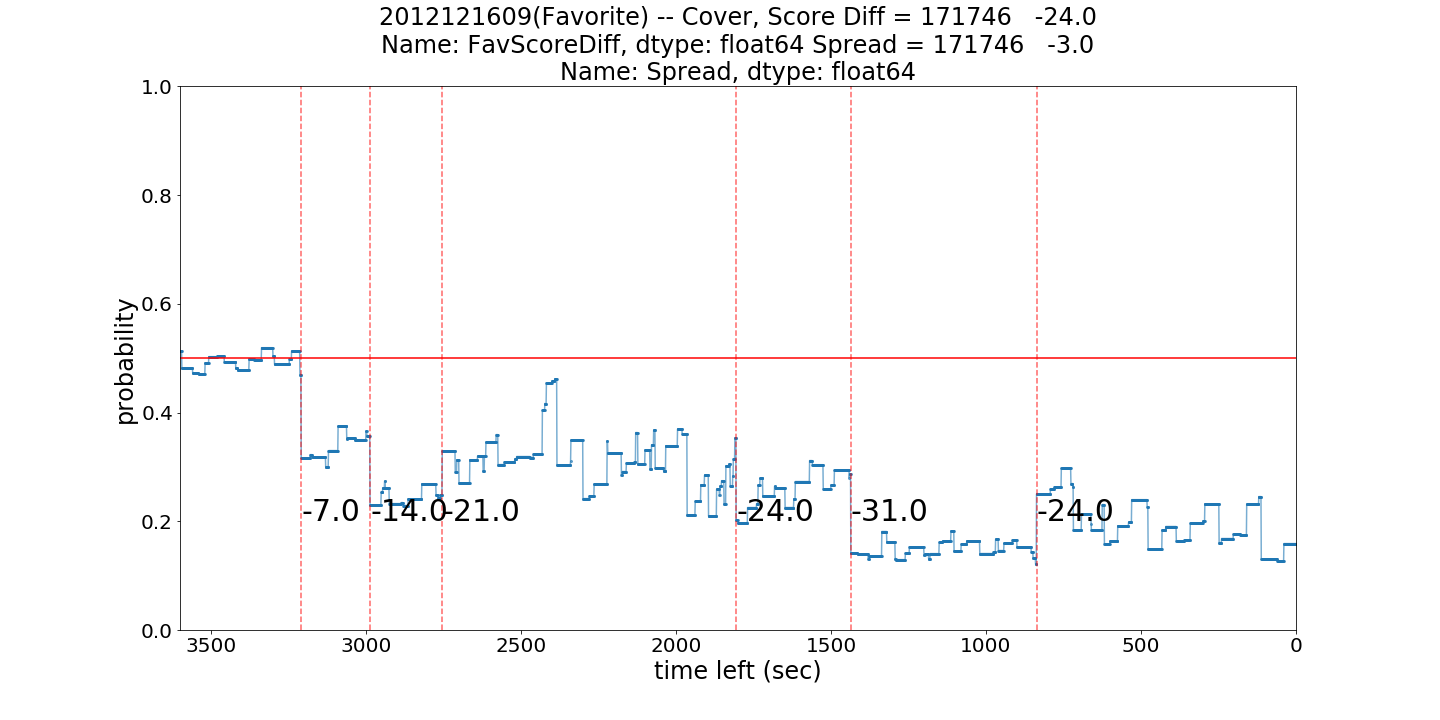 2012121609(Favorite) -- Cover, Score Diff = 171746   -24.0
Name: FavScoreDiff, dtype: float64 Spread = 171746   -3.0
Name: Spread, dtype: float64
1.0
0.8
0.6
0.4
0.2
0.0
probability
-7.0
-14.0
-21.0
-24.0
-31.0
-24.0
3500 3000 2500 2000 1500 1000 500 0
time left (sec)